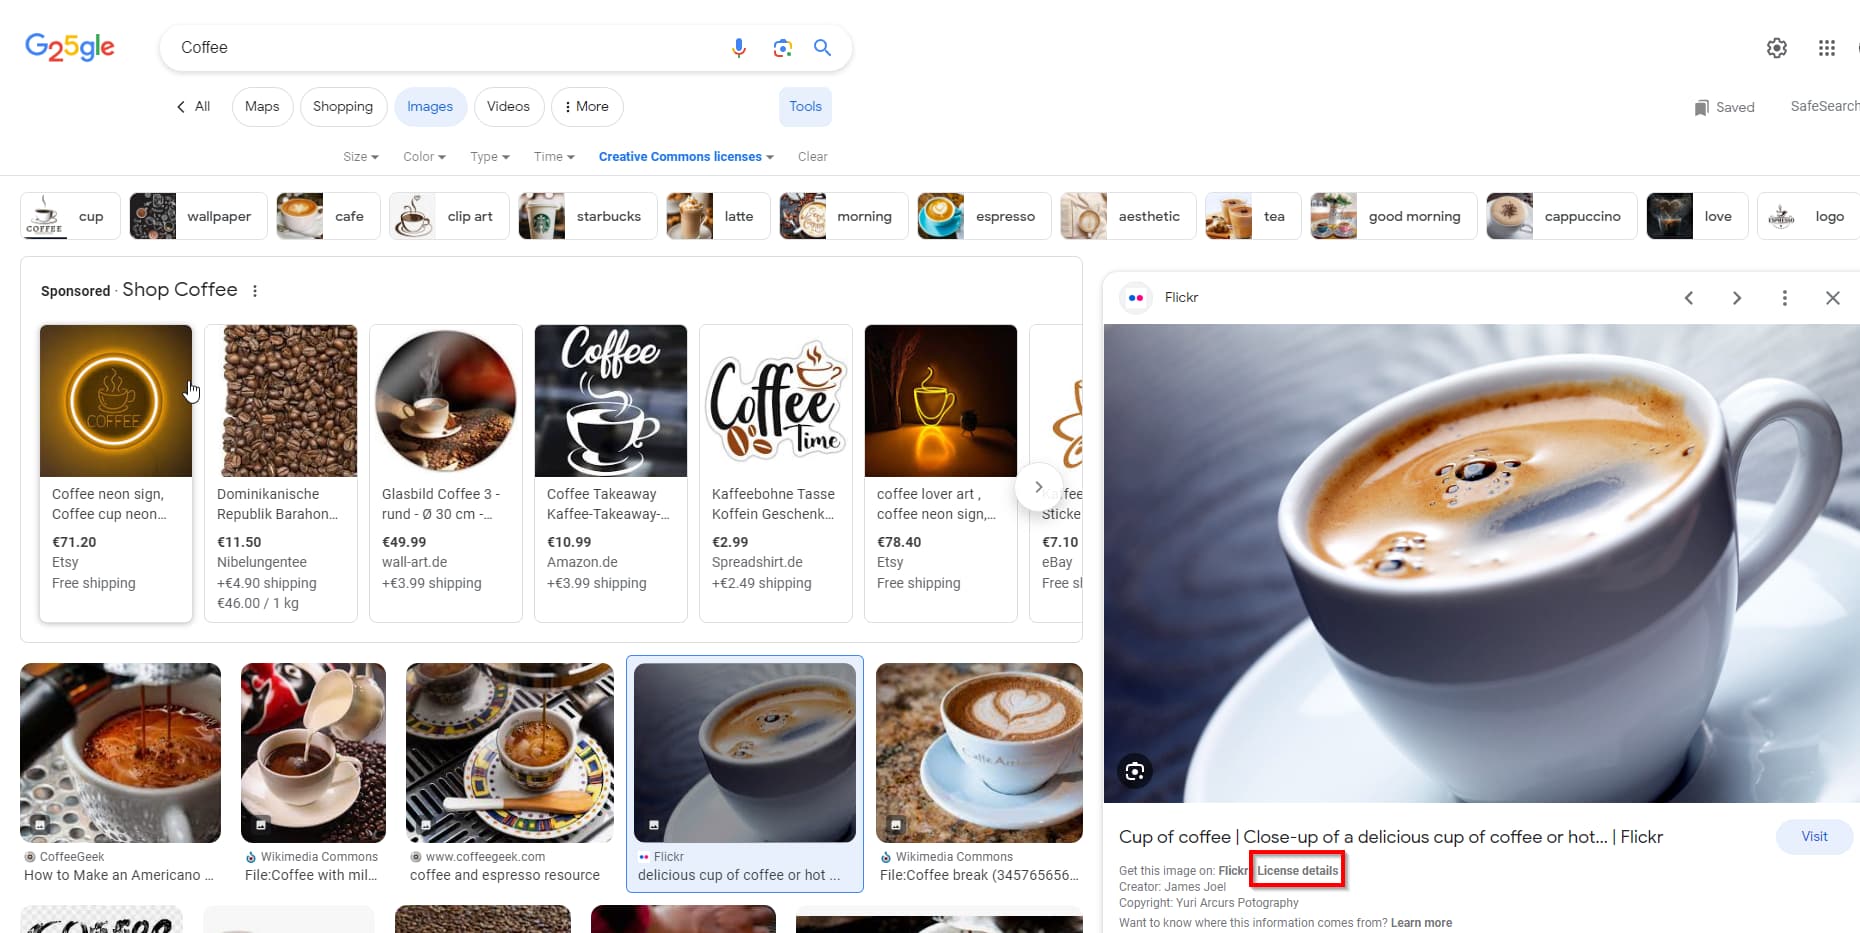 G25gle
Coffee
All
Maps
Shopping
Images
Videos
More
Tools
Saved
SafeSearch
Size
Color
Type
Time
Creative Commons licenses
Clear
cup
wallpaper
cafe
clip art
starbucks
latte
morning
espresso
aesthetic
tea
good morning
cappuccino
love
logo
Sponsored · Shop Coffee
COFFEE
Coffee
Coffee
Time
Coffee neon sign,
Coffee cup neon...
€71.20
Etsy
Free shipping
Dominikanische
Republik Barahon...
€11.50
Nibelungentee
+€4.90 shipping
€46.00 / 1 kg
Glasbild Coffee 3 -
rund - Ø 30 cm -...
€49.99
wall-art.de
+€3.99 shipping
Coffee Takeaway
Kaffee-Takeaway-...
€10.99
Amazon.de
+€3.99 shipping
Kaffeebohne Tasse
Koffein Geschenk...
€2.99
Spreadshirt.de
+€2.49 shipping
coffee lover art ,
coffee neon sign,...
€78.40
Etsy
Free shipping
€7.10
eBay
Free
CoffeeGeek
How to Make an Americano ...
Wikimedia Commons
File:Coffee with mil...
www.coffeegeek.com
coffee and espresso resource
Flickr
delicious cup of coffee or hot ...
Wikimedia Commons
File:Coffee break (345765656...
Flickr
Cup of coffee | Close-up of a delicious cup of coffee or hot... | Flickr
Visit
Get this image on: Flickr License details
Creator: James Joel
Copyright: Yuri Arcurs Potography
Want to know where this information comes from? Learn more